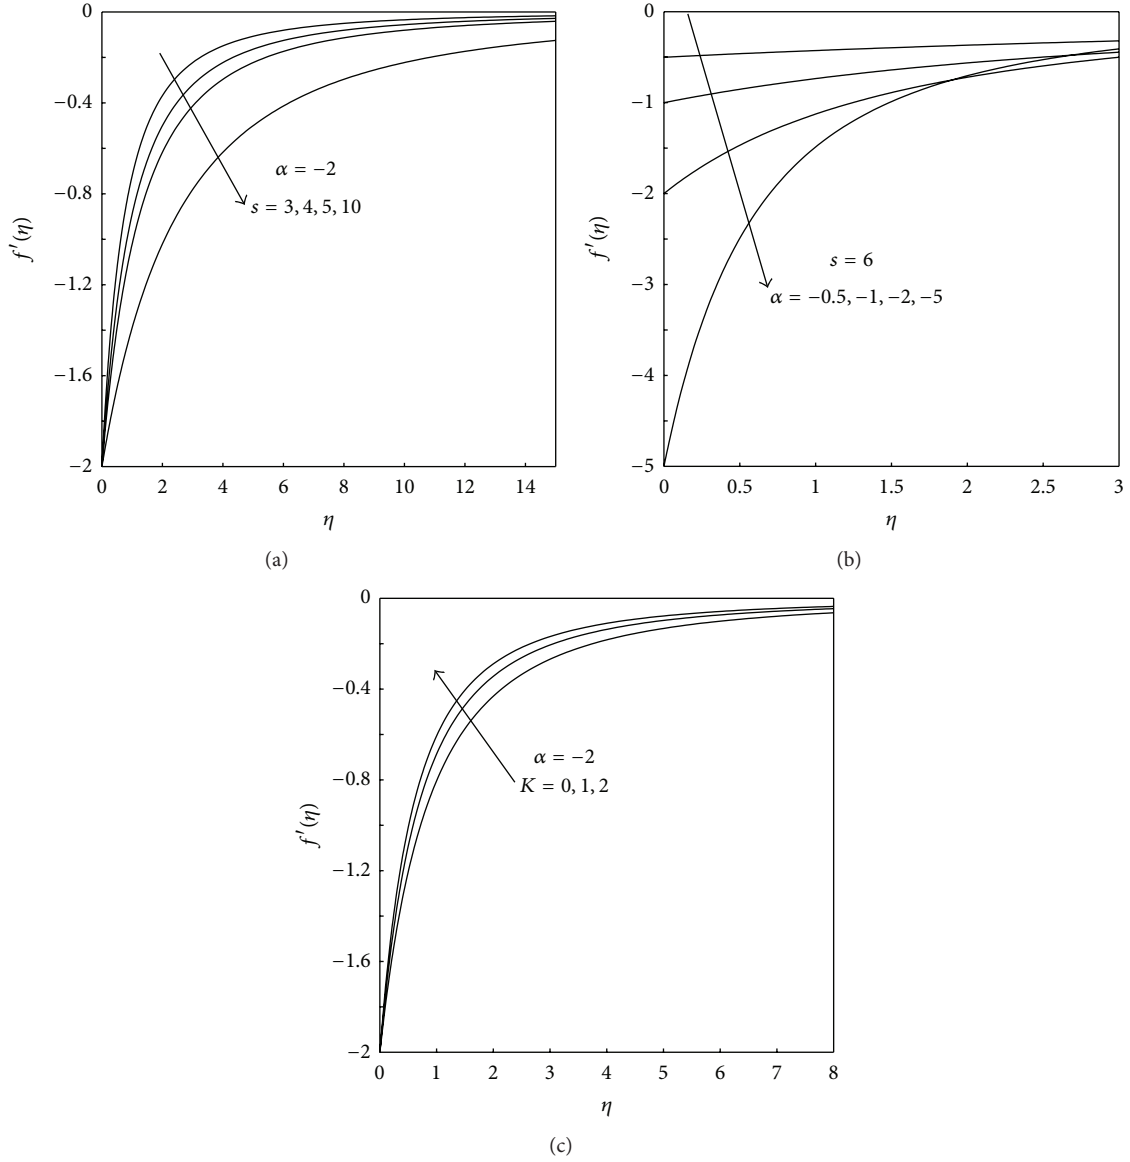 0
−0.4
−0.8
−1.2
−1.6
−2
f′(η)
α = −2
s = 3, 4, 5, 10
0 2 4 6 8 10 12 14
η
(a)
0
−1
−2
−3
−4
−5
f′(η)
s = 6
α = −0.5, −1, −2, −5
0 0.5 1 1.5 2 2.5 3
η
(b)
0
−0.4
−0.8
−1.2
−1.6
−2
f′(η)
α = −2
K = 0, 1, 2
0 1 2 3 4 5 6 7 8
η
(c)